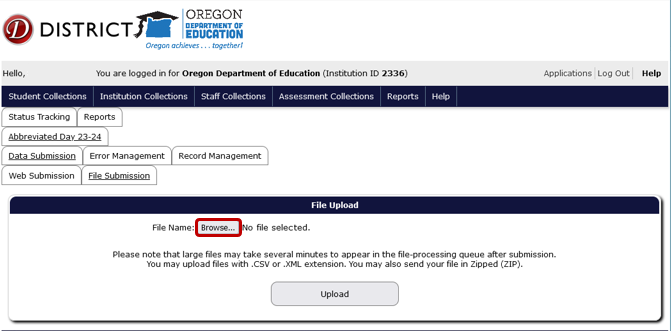 D DISTRICT
OREGON
DEPARTMENT OF
EDUCATION
Oregon achieves . . . together!
Hello, You are logged in for Oregon Department of Education (Institution ID 2336) Applications Log Out Help
Student Collections Institution Collections Staff Collections Assessment Collections Reports Help
Status Tracking Reports
Abbreviated Day 23-24
Data Submission Error Management Record Management
Web Submission File Submission
File Upload
File Name: Browse... No file selected.
Please note that large files may take several minutes to appear in the file-processing queue after submission.
You may upload files with .CSV or .XML extension. You may also send your file in Zipped (ZIP).
Upload